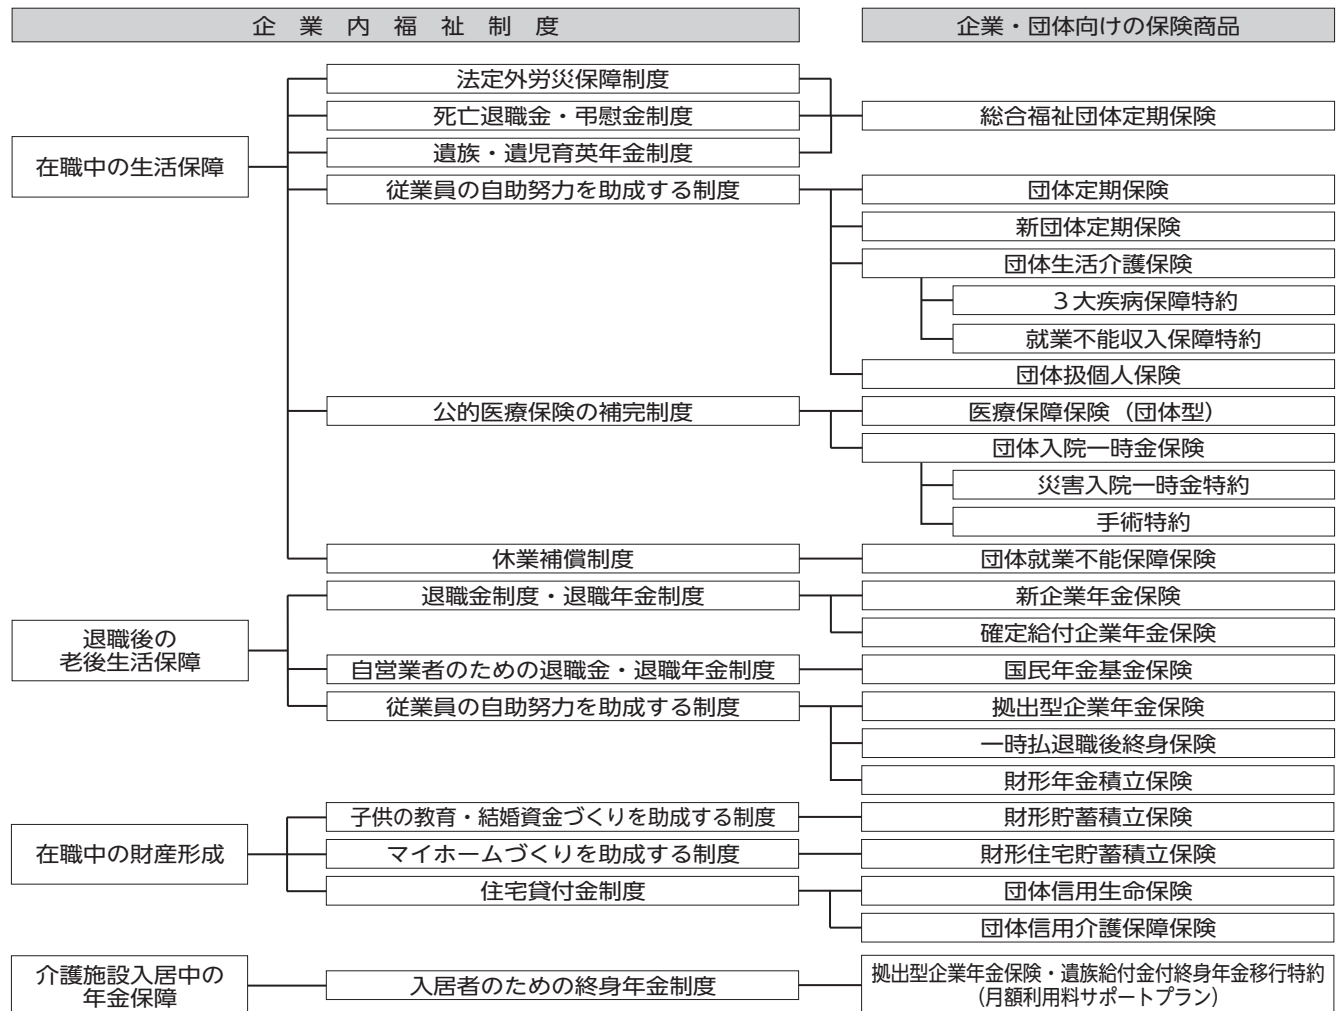 企業内福祉制度
企業・団体向けの保険商品
在職中の生活保障
法定外労災保障制度
死亡退職金・弔慰金制度
遺族・遺児育英年金制度
総合福祉団体定期保険
従業員の自助努力を助成する制度
団体定期保険
新団体定期保険
団体生活介護保険
3大疾病保障特約
就業不能収入保障特約
団体扱個人保険
公的医療保険の補完制度
医療保障保険（団体型）
団体入院一時金保険
災害入院一時金特約
手術特約
休業補償制度
団体就業不能保障保険
退職後の
老後生活保障
退職金制度・退職年金制度
新企業年金保険
確定給付企業年金保険
自営業者のための退職金・退職年金制度
国民年金基金保険
従業員の自助努力を助成する制度
拠出型企業年金保険
一時払退職後終身保険
財形年金積立保険
在職中の財産形成
子供の教育・結婚資金づくりを助成する制度
財形貯蓄積立保険
マイホームづくりを助成する制度
財形住宅貯蓄積立保険
住宅貸付金制度
団体信用生命保険
団体信用介護保障保険
介護施設入居中の
年金保障
入居者のための終身年金制度
拠出型企業年金保険・遺族給付金付終身年金移行特約
（月額利用料サポートプラン）